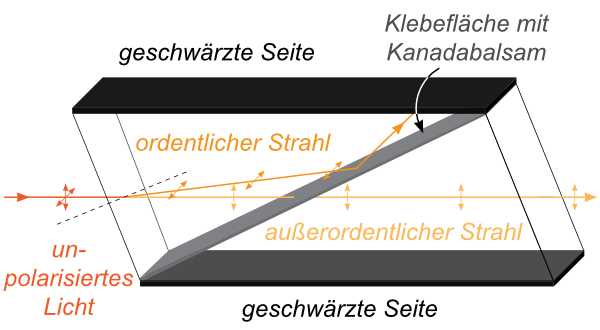 geschwärzte Seite
Klebefläche mit
Kanadabalsam
ordentlicher Strahl
außerordentlicher Strahl
un-
polarisiertes
Licht
geschwärzte Seite